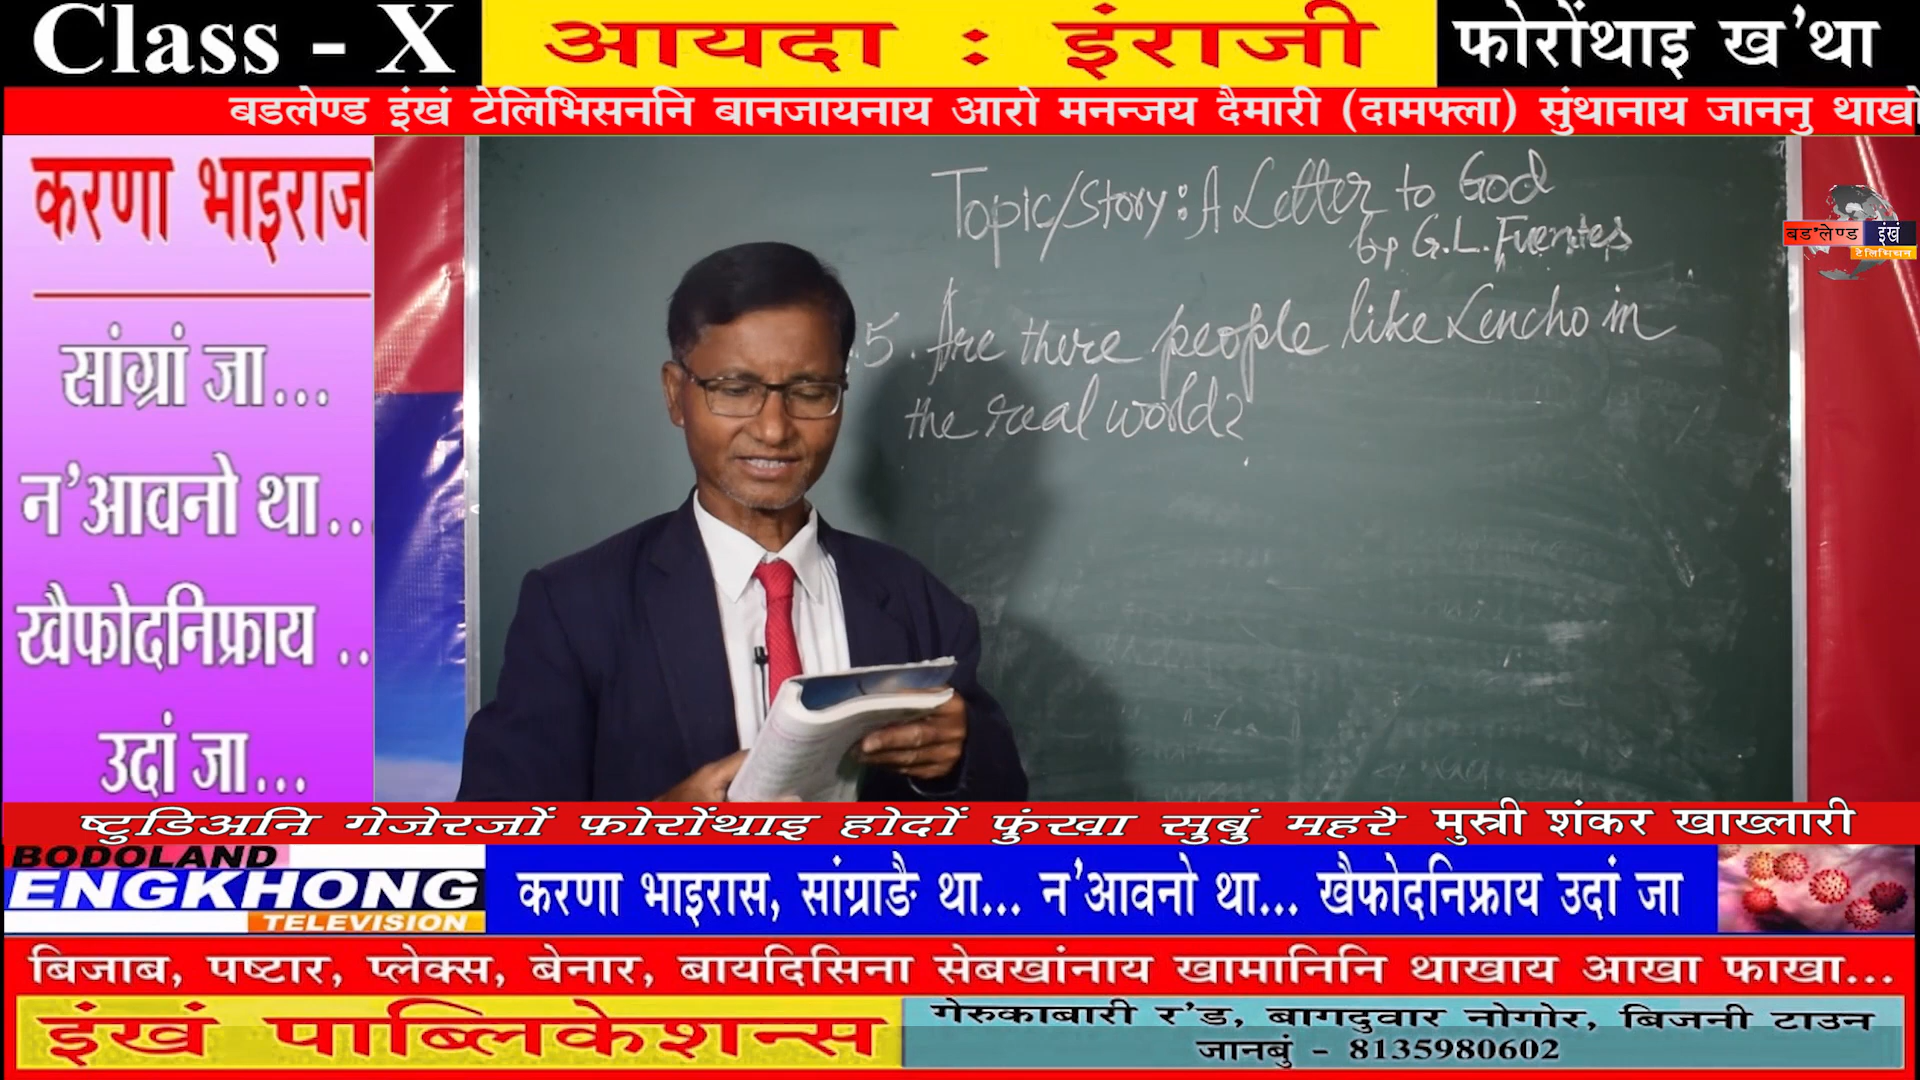 Class - X
आयदा : इंराजी
फोरोंथाइ ख'था
बडलेण्ड इंखं टेलिभिसननि बानजायनाय आरो मनन्जय दैमारी (दामफ्ला) सुंथानाय जाननु थाखो
करणा भाइराज
सांग्रां जा...
न'आवनो था...
खैफोदनिफ्राय ..
उदां जा...
Topic/Story: A Letter to God
by G.L. Fuentes
5. Are there people like Lencho in
the real world?
बड'लेण्ड इंखं
टेलिभिसन
ष्टुडिअनि गेजेरजों फोरोंथाइ होदों फुंखा सुबुं महरै मुस्री शंकर खाख्लारी
BODOLAND
ENGKHONG
TELEVISION
करणा भाइरास, सांग्राङै था... न'आवनो था... खैफोदनिफ्राय उदां जा
बिजाब, पष्टार, प्लेक्स, बेनार, बायदिसिना सेबखांनाय खामानिनि थाखाय आखा फाखा...
इंखं पाब्लिकेशन्स
गेरुकाबारी र'ड, बागदुवार नोगोर, बिजनी टाउन
जानबुं - 8135980602